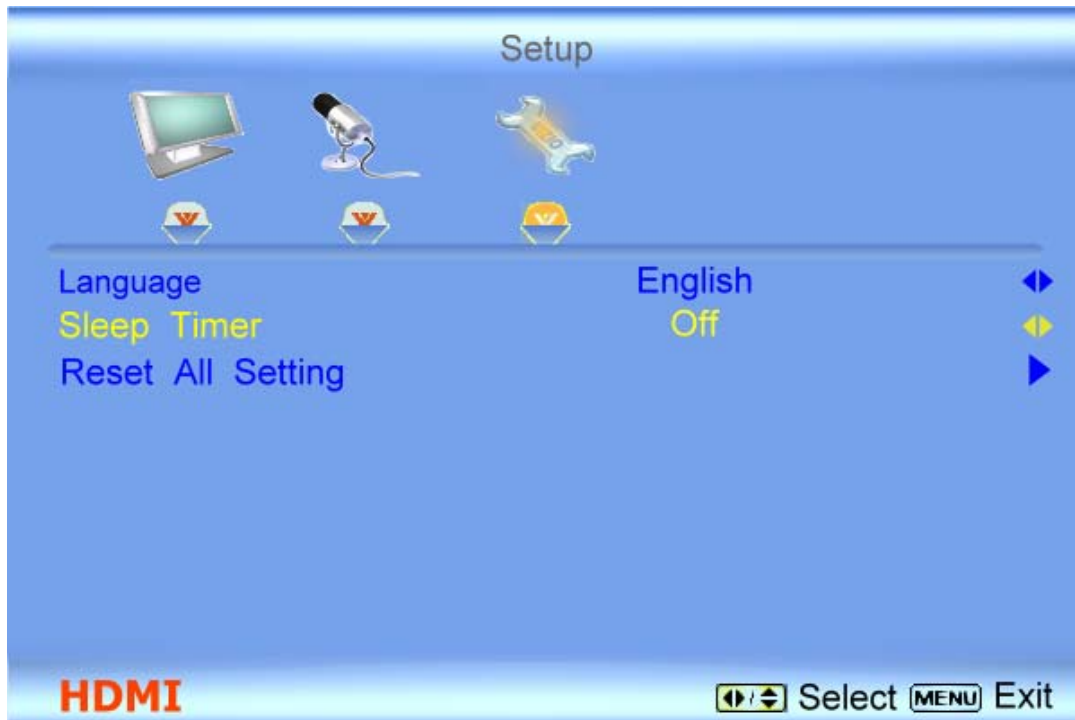 Setup
Language English
Sleep Timer Off
Reset All Setting
HDMI Select MENU Exit